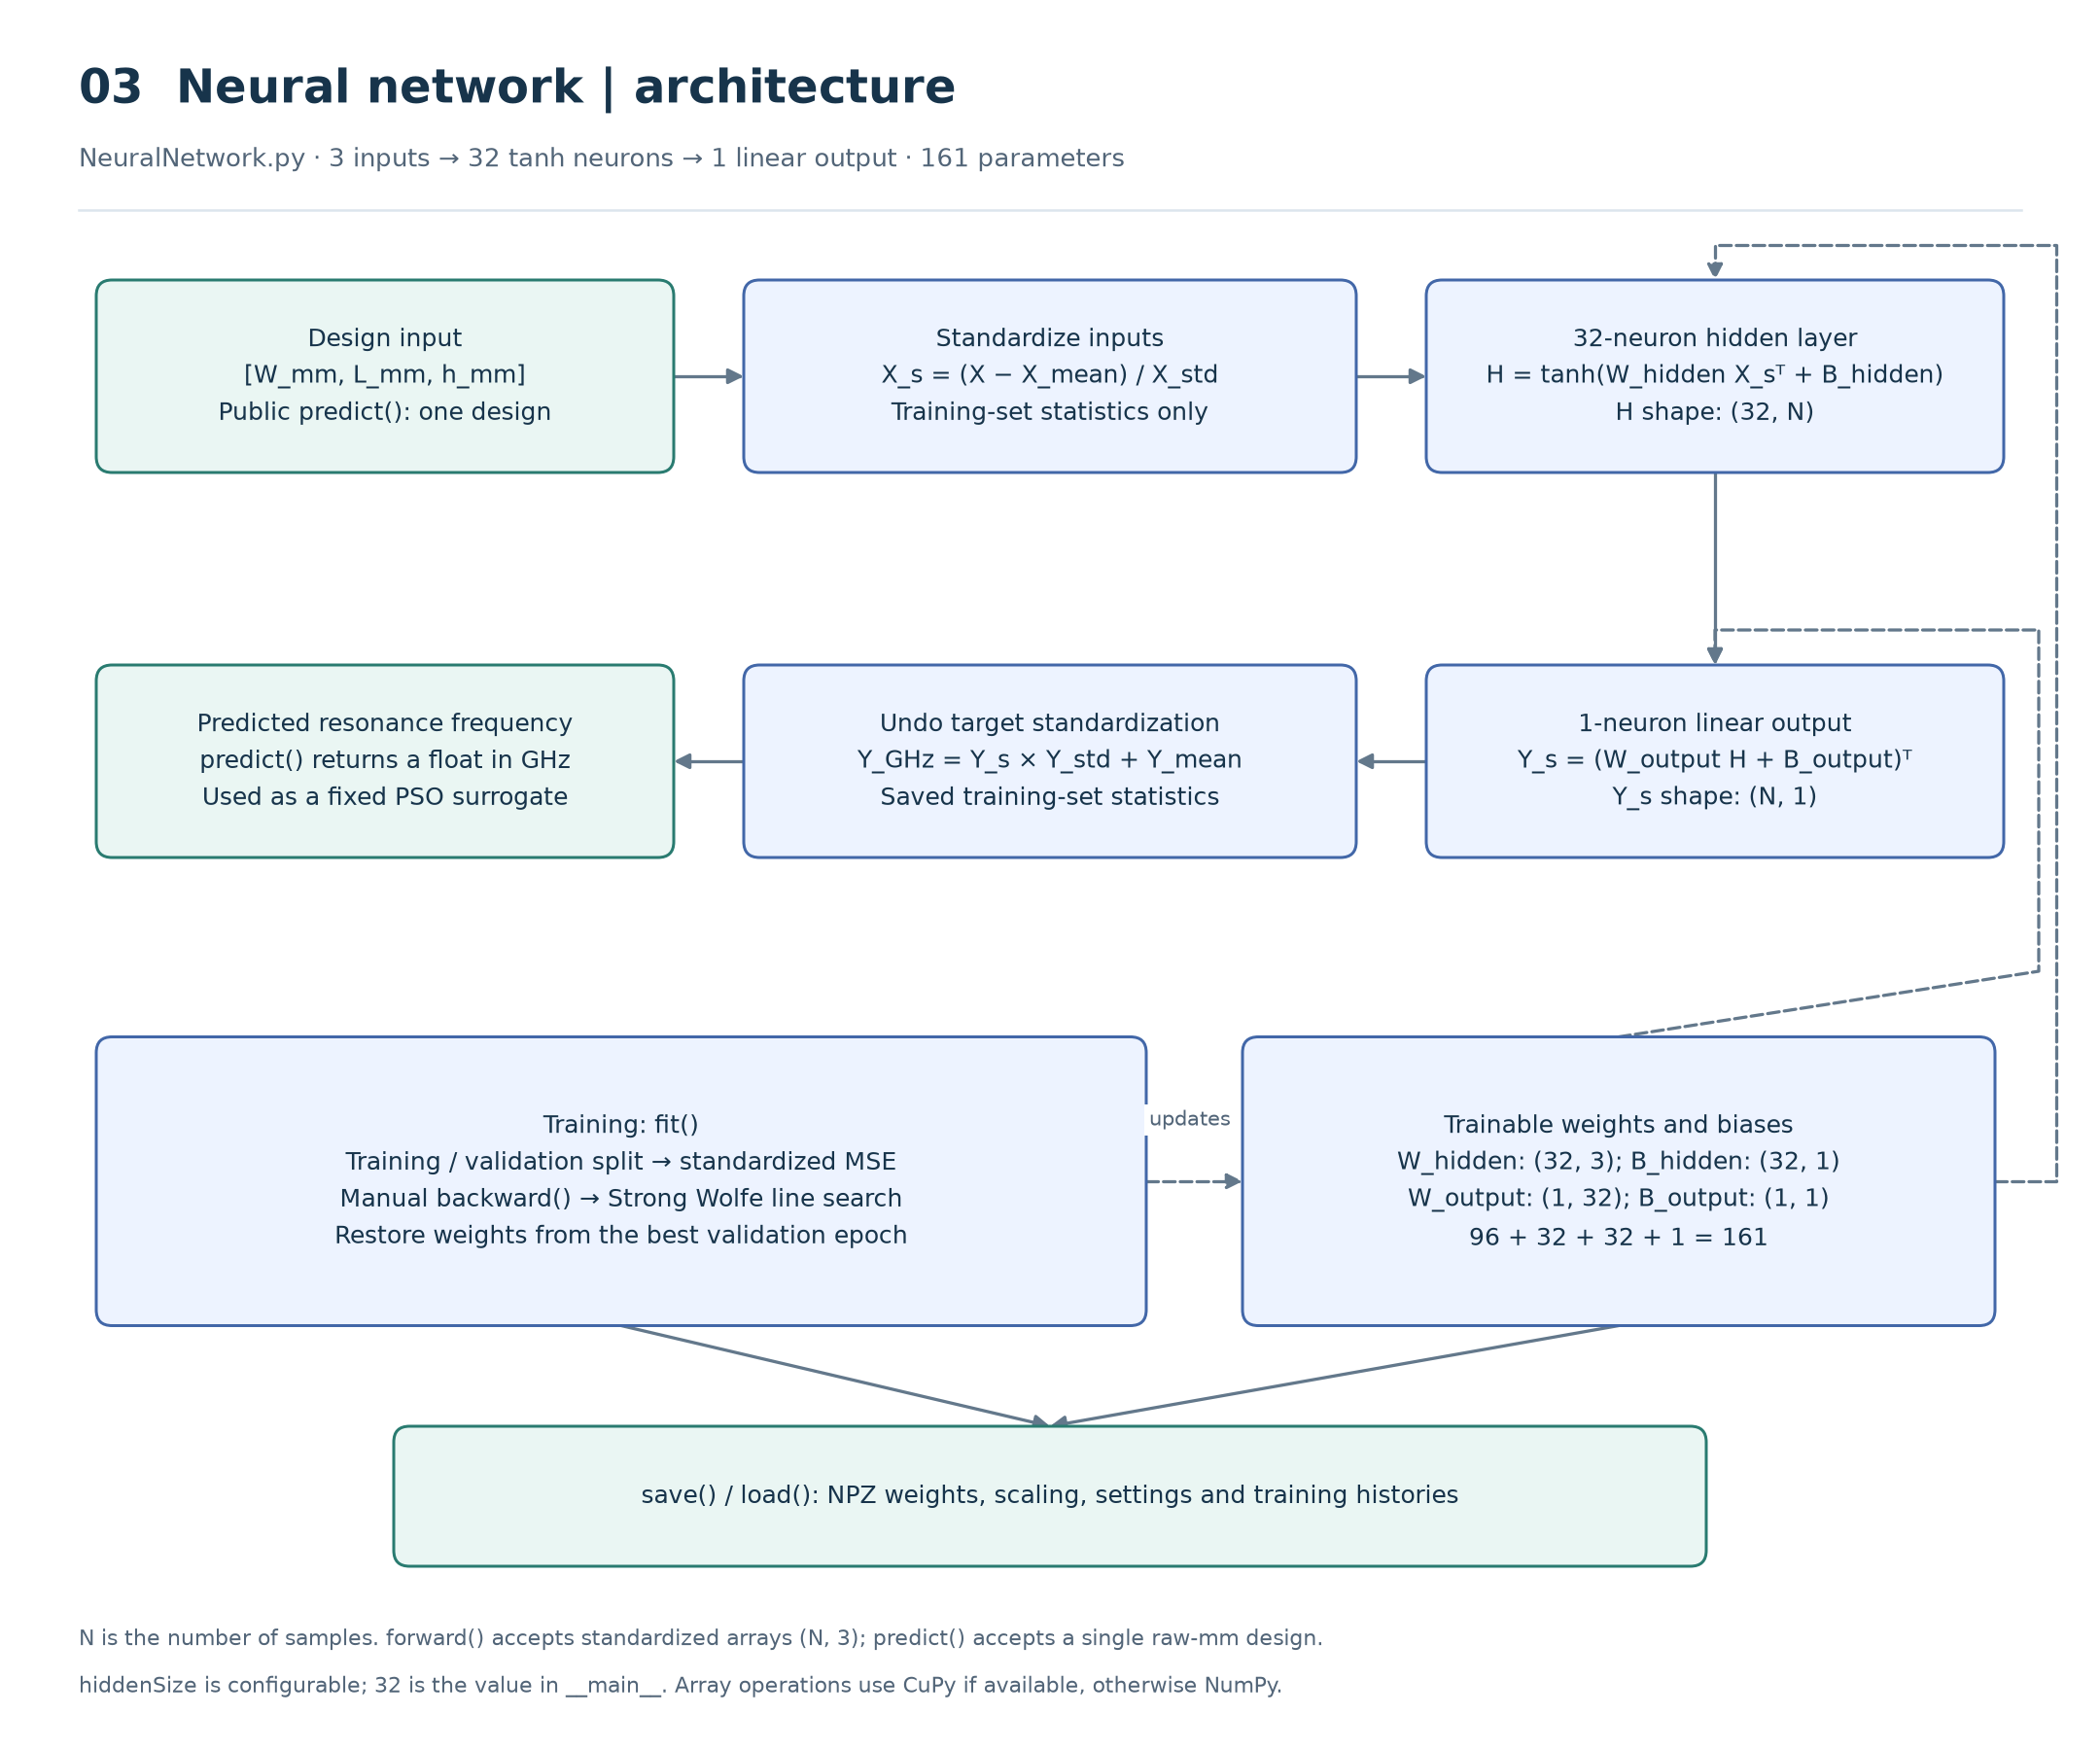 03  Neural network | architecture
NeuralNetwork.py · 3 inputs → 32 tanh neurons → 1 linear output · 161 parameters
Design input
[W_mm, L_mm, h_mm]
Public predict(): one design
Standardize inputs
X_s = (X − X_mean) / X_std
Training-set statistics only
32-neuron hidden layer
H = tanh(W_hidden X_sᵀ + B_hidden)
H shape: (32, N)
Predicted resonance frequency
predict() returns a float in GHz
Used as a fixed PSO surrogate
Undo target standardization
Y_GHz = Y_s × Y_std + Y_mean
Saved training-set statistics
1-neuron linear output
Y_s = (W_output H + B_output)ᵀ
Y_s shape: (N, 1)
Training: fit()
Training / validation split → standardized MSE
Manual backward() → Strong Wolfe line search
Restore weights from the best validation epoch
updates
Trainable weights and biases
W_hidden: (32, 3); B_hidden: (32, 1)
W_output: (1, 32); B_output: (1, 1)
96 + 32 + 32 + 1 = 161
save() / load(): NPZ weights, scaling, settings and training histories
N is the number of samples. forward() accepts standardized arrays (N, 3); predict() accepts a single raw-mm design.
hiddenSize is configurable; 32 is the value in __main__. Array operations use CuPy if available, otherwise NumPy.